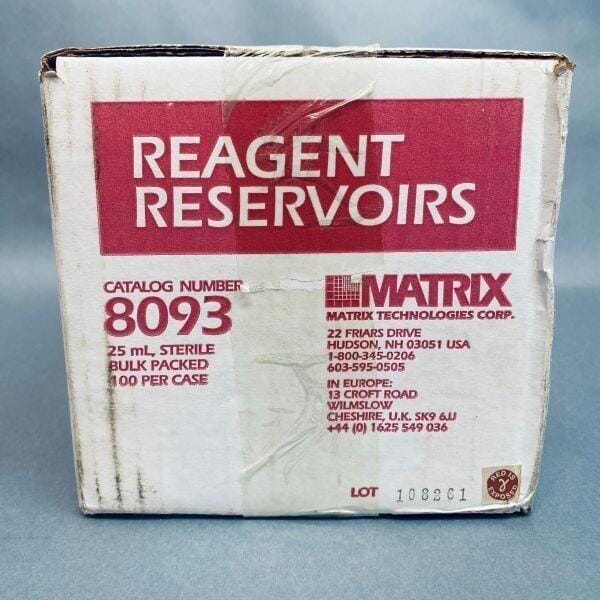 REAGENT
RESERVOIRS
CATALOG NUMBER
8093
25 mL, STERILE
BULK PACKED
100 PER CASE
MATRIX
MATRIX TECHNOLOGIES CORP.
22 FRIARS DRIVE
HUDSON, NH 03051 USA
1-800-345-0206
603-595-0505
IN EUROPE:
13 CROFT ROAD
WILMSLOW
CHESHIRE, U.K. SK9 6JJ
+44 (0) 1625 549 036
LOT 108261
RED IS
γ
EXPOSED